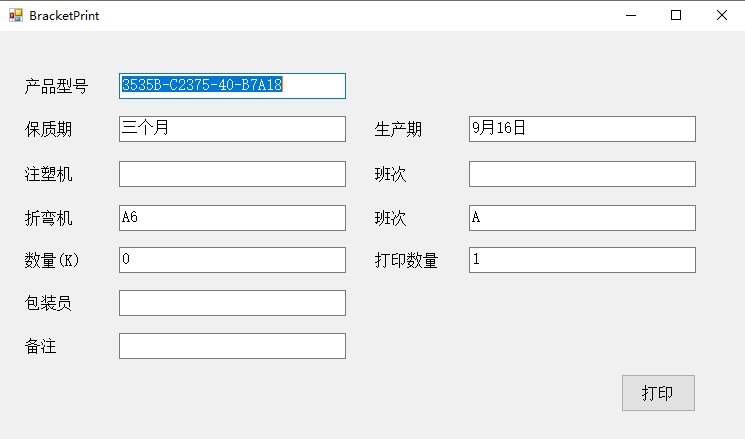 BracketPrint
产品型号 3535B-C2375-40-B7A18
保质期 三个月 生产期 9月16日
注塑机 班次
折弯机 A6 班次 A
数量(K) 0 打印数量 1
包装员
备注
打印